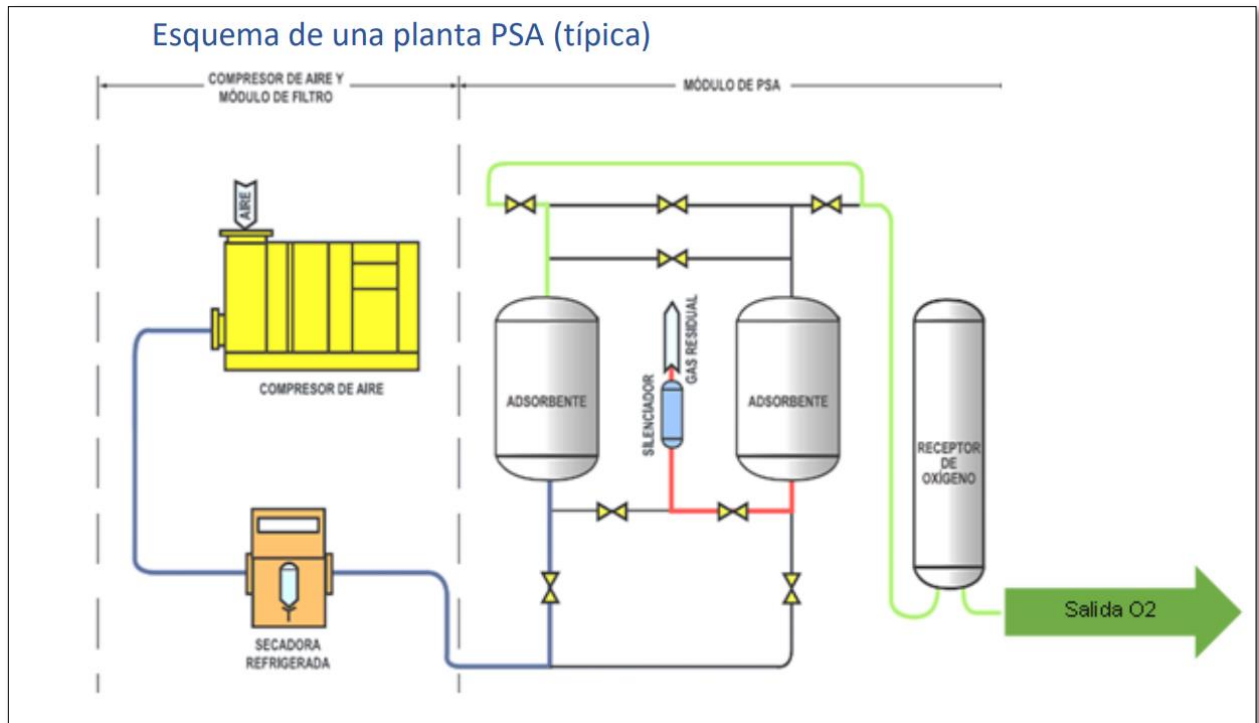 Esquema de una planta PSA (típica)
COMPRESOR DE AIRE Y
MÓDULO DE FILTRO
MÓDULO DE PSA
AIRE
COMPRESOR DE AIRE
SECADORA
REFRIGERADA
ADSORBENTE
SILENCIADOR
GAS RESIDUAL
ADSORBENTE
RECEPTOR
DE
OXÍGENO
Salida O2